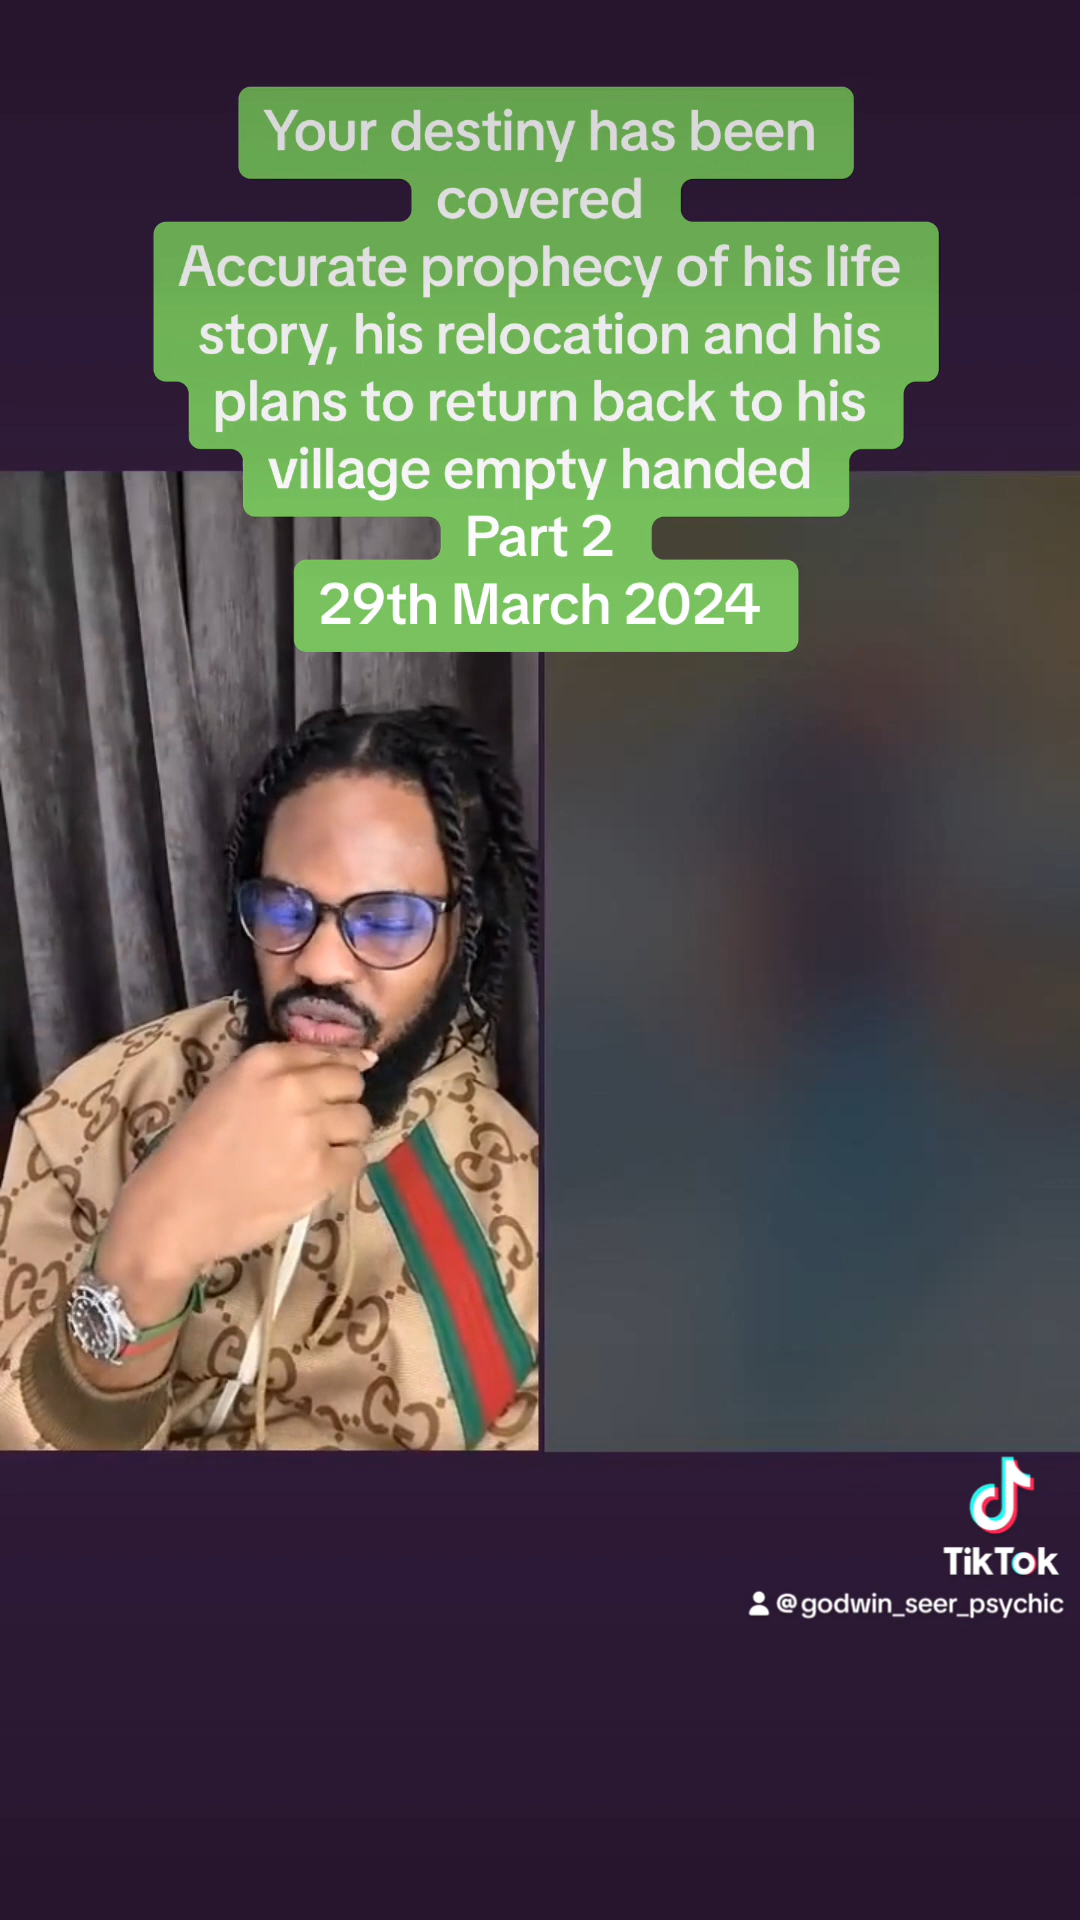 Your destiny has been
covered
Accurate prophecy of his life
story, his relocation and his
plans to return back to his
village empty handed
Part 2
29th March 2024
TikTok
@godwin_seer_psychic